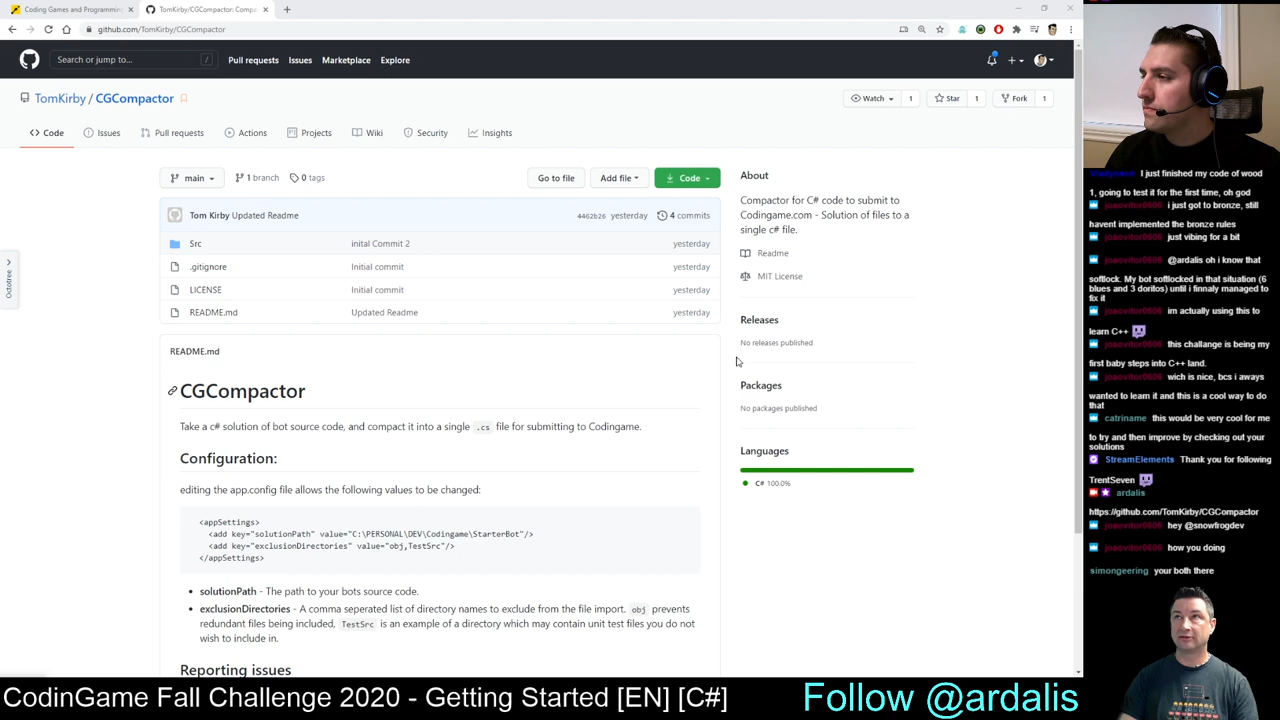 Coding Games and Programming
TomKirby/CGCompactor: Compa
github.com/TomKirby/CGCompactor
Search or jump to...
/
Pull requests
Issues
Marketplace
Explore
TomKirby / CGCompactor
Watch
1
Star
1
Fork
1
Code
Issues
Pull requests
Actions
Projects
Wiki
Security
Insights
main
1 branch
0 tags
Go to file
Add file
Code
Tom Kirby Updated Readme
4462b26 yesterday
4 commits
Src
inital Commit 2
yesterday
.gitignore
Initial commit
yesterday
LICENSE
Initial commit
yesterday
README.md
Updated Readme
yesterday
README.md
CGCompactor
Take a c# solution of bot source code, and compact it into a single .cs file for submitting to Codingame.
Configuration:
editing the app.config file allows the following values to be changed:
<appSettings>
<add key="solutionPath" value="C:\PERSONAL\DEV\Codingame\StarterBot"/>
<add key="exclusionDirectories" value="obj,TestSrc"/>
</appSettings>
solutionPath - The path to your bots source code.
exclusionDirectories - A comma seperated list of directory names to exclude from the file import. obj prevents
redundant files being included, TestSrc is an example of a directory which may contain unit test files you do not
wish to include in.
Reporting issues
About
Compactor for C# code to submit to
Codingame.com - Solution of files to a
single c# file.
Readme
MIT License
Releases
No releases published
Packages
No packages published
Languages
C# 100.0%
Octotree
I just finished my code of wood
1, going to test it for the first time, oh god
joaovitor0606 i just got to bronze, still
havent implemented the bronze rules
joaovitor0606 just vibing for a bit
joaovitor0606 @ardalis oh i know that
softlock. My bot softlocked in that situation (6
blues and 3 doritos) until i finnaly managed to
fix it
joaovitor0606 im actually using this to
learn C++
joaovitor0606 this challange is being my
first baby steps into C++ land.
joaovitor0606 wich is nice, bcs i aways
wanted to learn it and this is a cool way to do
that
catriname this would be very cool for me
to try and then improve by checking out your
solutions
StreamElements Thank you for following
TrentSeven
ardalis
https://github.com/TomKirby/CGCompactor
joaovitor0606 hey @snowfrogdev
joaovitor0606 how you doing
simongeering your both there
CodinGame Fall Challenge 2020 - Getting Started [EN] [C#]
Follow @ardalis